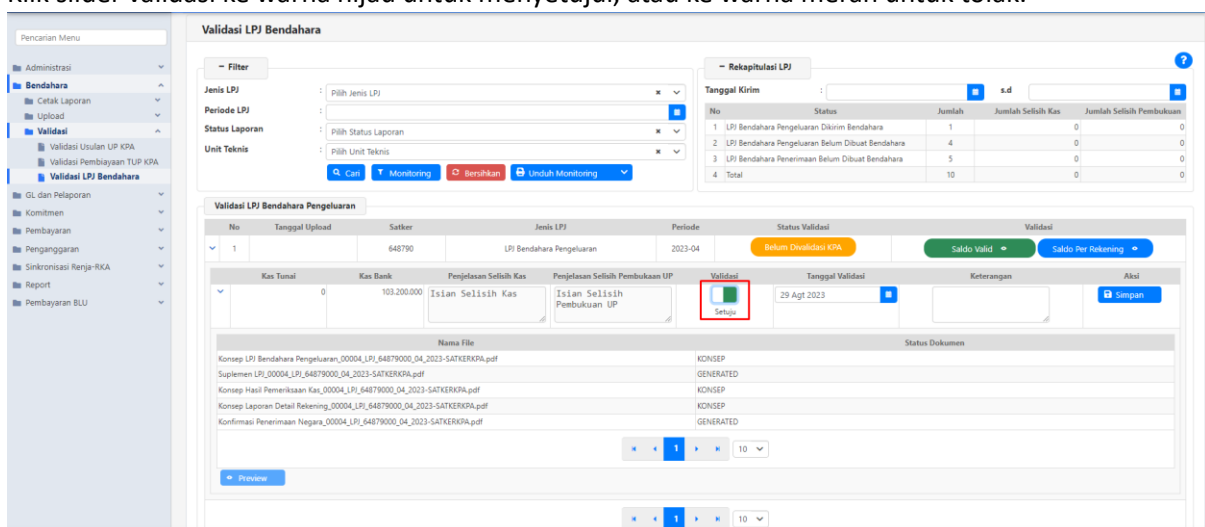 Klik slider validasi ke warna hijau untuk menyetujui, atau ke warna merah untuk tolak.
Pencarian Menu
Administrasi
Bendahara
Cetak Laporan
Upload
Validasi
Validasi Usulan UP KPA
Validasi Pembiayaan TUP KPA
Validasi LPJ Bendahara
GL dan Pelaporan
Komitmen
Pembayaran
Penganggaran
Sinkronisasi Renja-RKA
Report
Pembayaran BLU
Validasi LPJ Bendahara
− Filter
Jenis LPJ : Pilih Jenis LPJ
Periode LPJ :
Status Laporan : Pilih Status Laporan
Unit Teknis : Pilih Unit Teknis
Cari Monitoring Bersihkan Unduh Monitoring
− Rekapitulasi LPJ
?
Tanggal Kirim : s.d
No Status Jumlah Jumlah Selisih Kas Jumlah Selisih Pembukuan
1 LPJ Bendahara Pengeluaran Dikirim Bendahara 1 0 0
2 LPJ Bendahara Pengeluaran Belum Dibuat Bendahara 4 0 0
3 LPJ Bendahara Penerimaan Belum Dibuat Bendahara 5 0 0
4 Total 10 0 0
Validasi LPJ Bendahara Pengeluaran
No Tanggal Upload Satker Jenis LPJ Periode Status Validasi Validasi
1 648790 LPJ Bendahara Pengeluaran 2023-04 Belum Divalidasi KPA Saldo Valid Saldo Per Rekening
Kas Tunai Kas Bank Penjelasan Selisih Kas Penjelasan Selisih Pembukaan UP Validasi Tanggal Validasi Keterangan Aksi
0 103.200.000 Isian Selisih Kas Isian Selisih Pembukuan UP Setuju 29 Agt 2023 Simpan
Nama File Status Dokumen
Konsep LPJ Bendahara Pengeluaran_00004_LPJ_64879000_04_2023-SATKERKPA.pdf KONSEP
Suplemen LPJ_00004_LPJ_64879000_04_2023-SATKERKPA.pdf GENERATED
Konsep Hasil Pemeriksaan Kas_00004_LPJ_64879000_04_2023-SATKERKPA.pdf KONSEP
Konsep Laporan Detail Rekening_00004_LPJ_64879000_04_2023-SATKERKPA.pdf KONSEP
Konfirmasi Penerimaan Negara_00004_LPJ_64879000_04_2023-SATKERKPA.pdf GENERATED
1 10
Preview
1 10